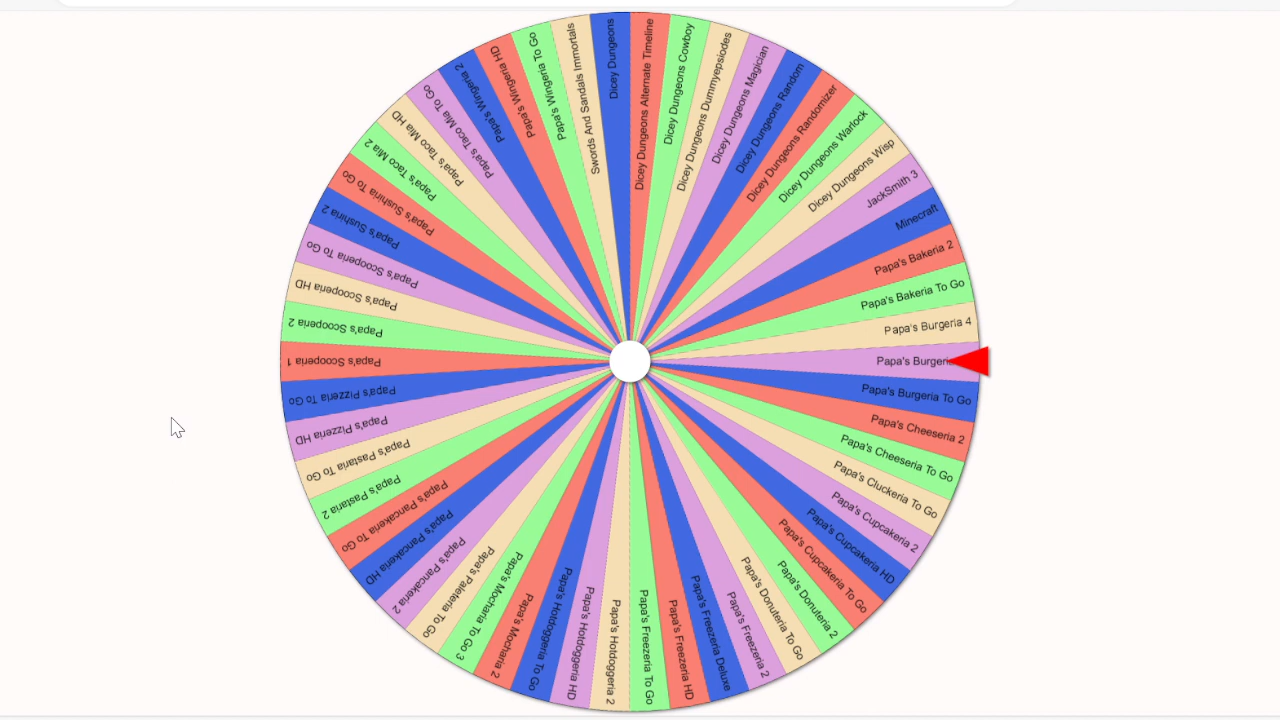 Dicey Dungeons
Dicey Dungeons Alternate Timeline
Dicey Dungeons Cowboy
Dicey Dungeons Dummyepsiodes
Dicey Dungeons Magician
Dicey Dungeons Random
Dicey Dungeons Randomizer
Dicey Dungeons Warlock
Dicey Dungeons Wisp
JackSmith 3
Minecraft
Papa's Bakeria 2
Papa's Bakeria To Go
Papa's Burgeria 4
Papa's
Papa's Burgeria To Go
Papa's Cheeseria 2
Papa's Cheeseria To Go
Papa's Cluckeria To Go
Papa's Cupcakeria 2
Papa's Cupcakeria HD
Papa's Cupcakeria To Go
Papa's Donuteria 2
Papa's Donuteria To Go
Papa's Freezeria 2
Papa's Freezeria Deluxe
Papa's Freezeria HD
Papa's Freezeria To Go
Papa's Hotdoggeria 2
Papa's Hotdoggeria HD
Papa's Hotdoggeria To Go
Papa's Mocharia 2
Papa's Mocharia To Go 3
Papa's Paleteria To Go
Papa's Pancakeria 2
Papa's Pancakeria HD
Papa's Pancakeria To Go
Papa's Pastaria 2
Papa's Pastaria To Go
Papa's Pizzeria HD
Papa's Pizzeria To Go
Papa's Scooperia 1
Papa's Scooperia 2
Papa's Scooperia HD
Papa's Scooperia To Go
Papa's Sushiria 2
Papa's Sushiria To Go
Papa's Taco Mia 2
Papa's Taco Mia HD
Papa's Taco Mia To Go
Papa's Wingeria 2
Papa's Wingeria HD
Papa's Wingeria To Go
Swords And Sandals Immortals